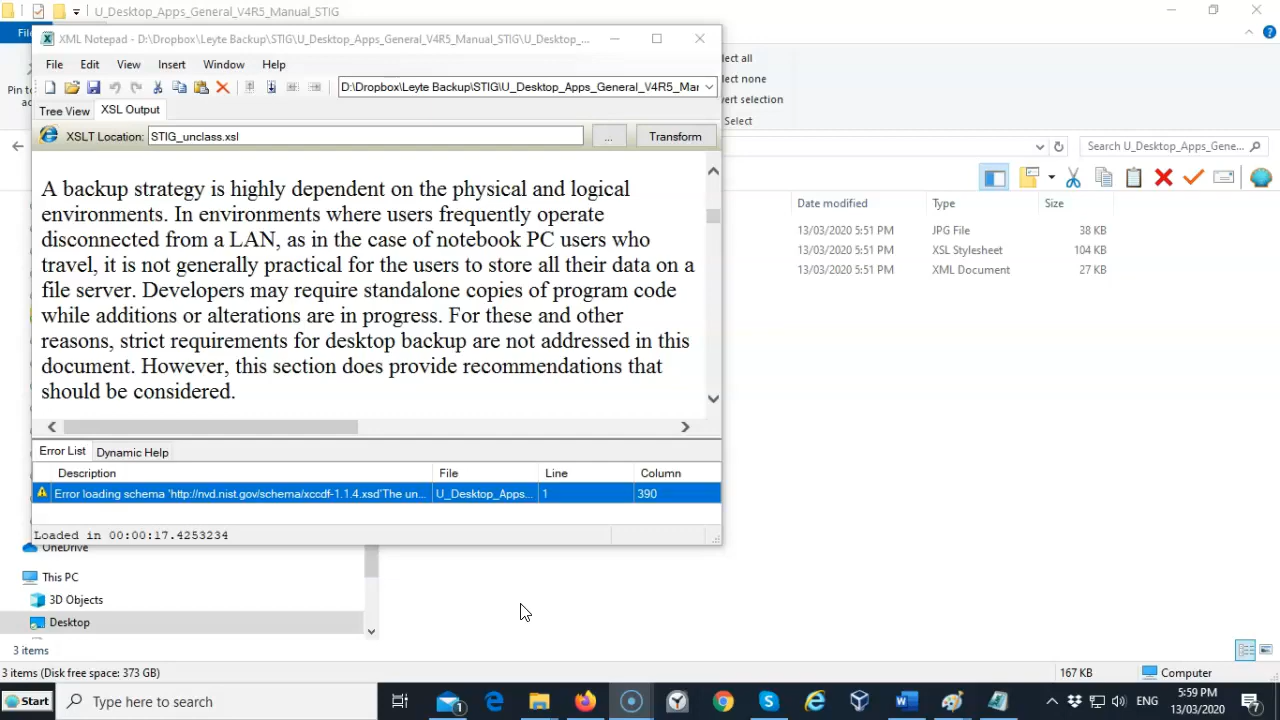 U_Desktop_Apps_General_V4R5_Manual_STIG
XML Notepad - D:\Dropbox\Leyte Backup\STIG\U_Desktop_Apps_General_V4R5_Manual_STIG\U_Desktop_...
File Edit View Insert Window Help
D:\Dropbox\Leyte Backup\STIG\U_Desktop_Apps_General_V4R5_Mar
Tree View XSL Output
XSLT Location: STIG_unclass.xsl ... Transform
A backup strategy is highly dependent on the physical and logical
environments. In environments where users frequently operate
disconnected from a LAN, as in the case of notebook PC users who
travel, it is not generally practical for the users to store all their data on a
file server. Developers may require standalone copies of program code
while additions or alterations are in progress. For these and other
reasons, strict requirements for desktop backup are not addressed in this
document. However, this section does provide recommendations that
should be considered.
Error List Dynamic Help
Description File Line Column
Error loading schema 'http://nvd.nist.gov/schema/xccdf-1.1.4.xsd'The un... U_Desktop_Apps... 1 390
Loaded in 00:00:17.4253234
Pin to
lect all
lect none
vert selection
Select
Search U_Desktop_Apps_Gene...
Date modified Type Size
13/03/2020 5:51 PM JPG File 38 KB
13/03/2020 5:51 PM XSL Stylesheet 104 KB
13/03/2020 5:51 PM XML Document 27 KB
OneDrive
This PC
3D Objects
Desktop
3 items
3 items (Disk free space: 373 GB) 167 KB Computer
Start Type here to search 1 ENG 5:59 PM
13/03/2020 7